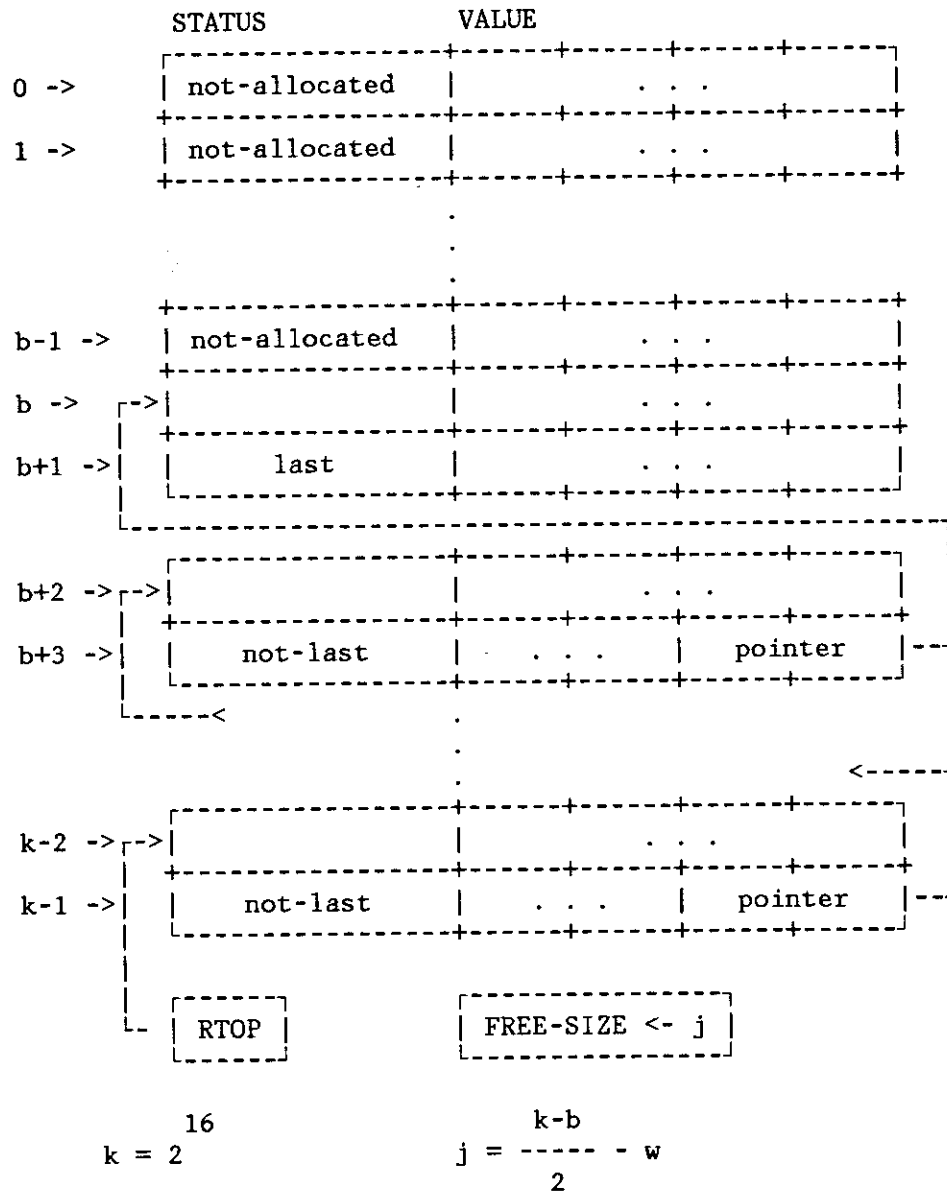 STATUS VALUE
0 -> not-allocated . . .
1 -> not-allocated . . .
.
.
.
b-1 -> not-allocated . . .
b -> . . .
b+1 -> last . . .
b+2 -> . . .
b+3 -> not-last . . . pointer
.
.
.
k-2 -> . . .
k-1 -> not-last . . . pointer
RTOP FREE-SIZE <- j
16 k-b
k = 2 j = ----- - w
2